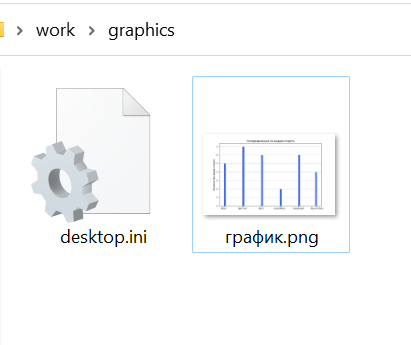 work > graphics
desktop.ini
график.png